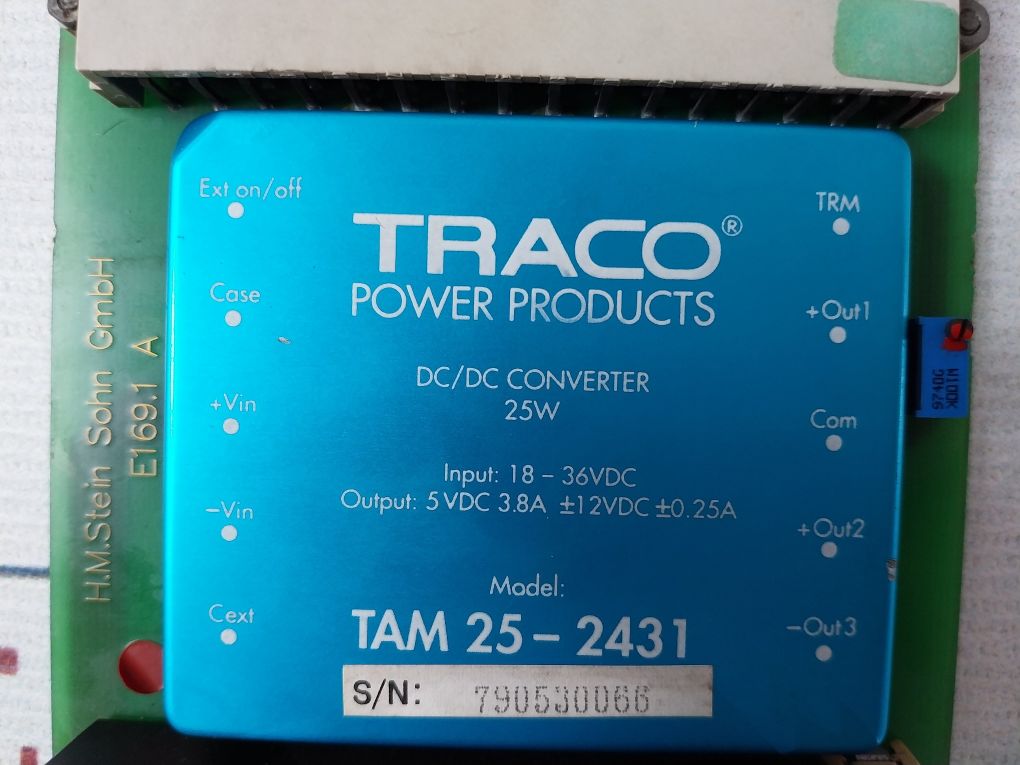 TRACO®
POWER PRODUCTS
DC/DC CONVERTER
25W
Input: 18 – 36VDC
Output: 5VDC 3.8A ±12VDC ±0.25A
Model:
TAM 25 – 2431
S/N: 790530066
Ext on/off
Case
+Vin
–Vin
Cext
TRM
+Out1
Com
+Out2
–Out3
H.M.Stein Sohn GmbH
E169.1 A
W100K
9740G